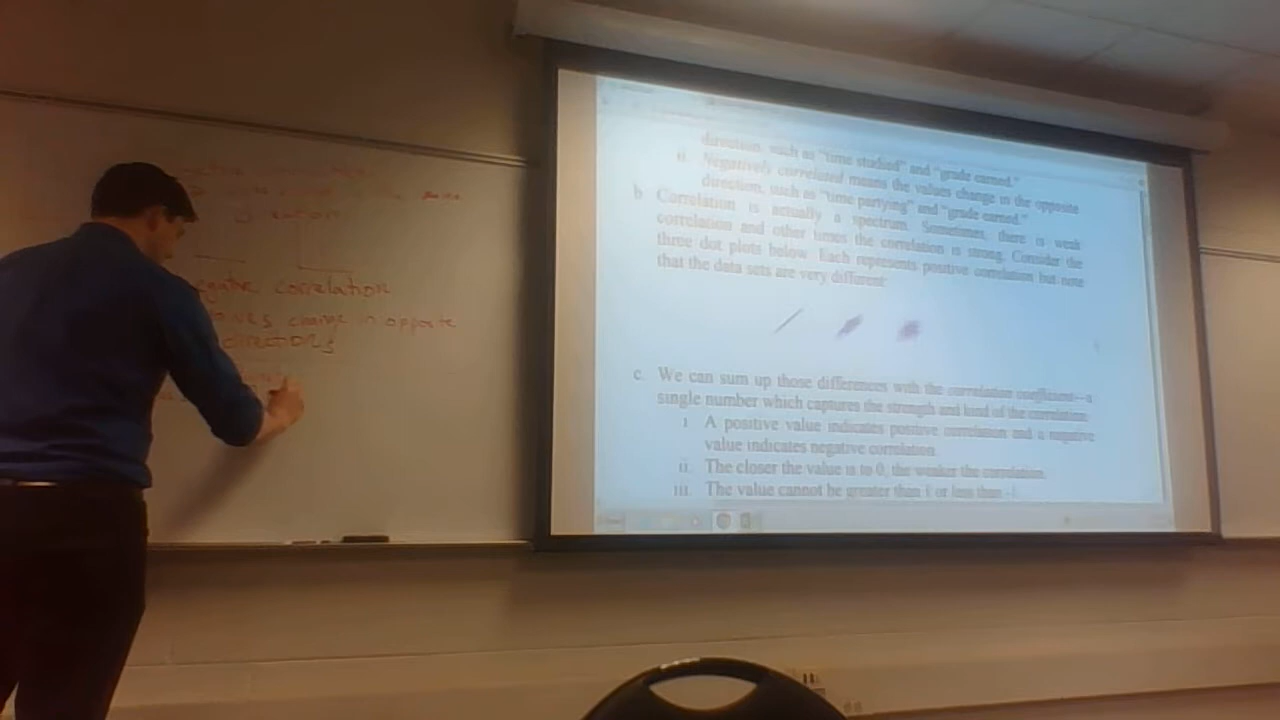 negative correlation
change in opposite
directions
direction, such as "time studied" and "grade earned."
ii. Negatively correlated means the values change in the opposite
direction, such as "time partying" and "grade earned."
b Correlation is actually a spectrum. Sometimes, there is weak
correlation and other times the correlation is strong. Consider the
three dot plots below. Each represents positive correlation but note
that the data sets are very different:
c. We can sum up those differences with the correlation coefficient—a
single number which captures the strength and kind of the correlation.
i A positive value indicates positive correlation and a negative
value indicates negative correlation.
ii. The closer the value is to 0, the weaker the correlation.
iii. The value cannot be greater than 1 or less than -1.